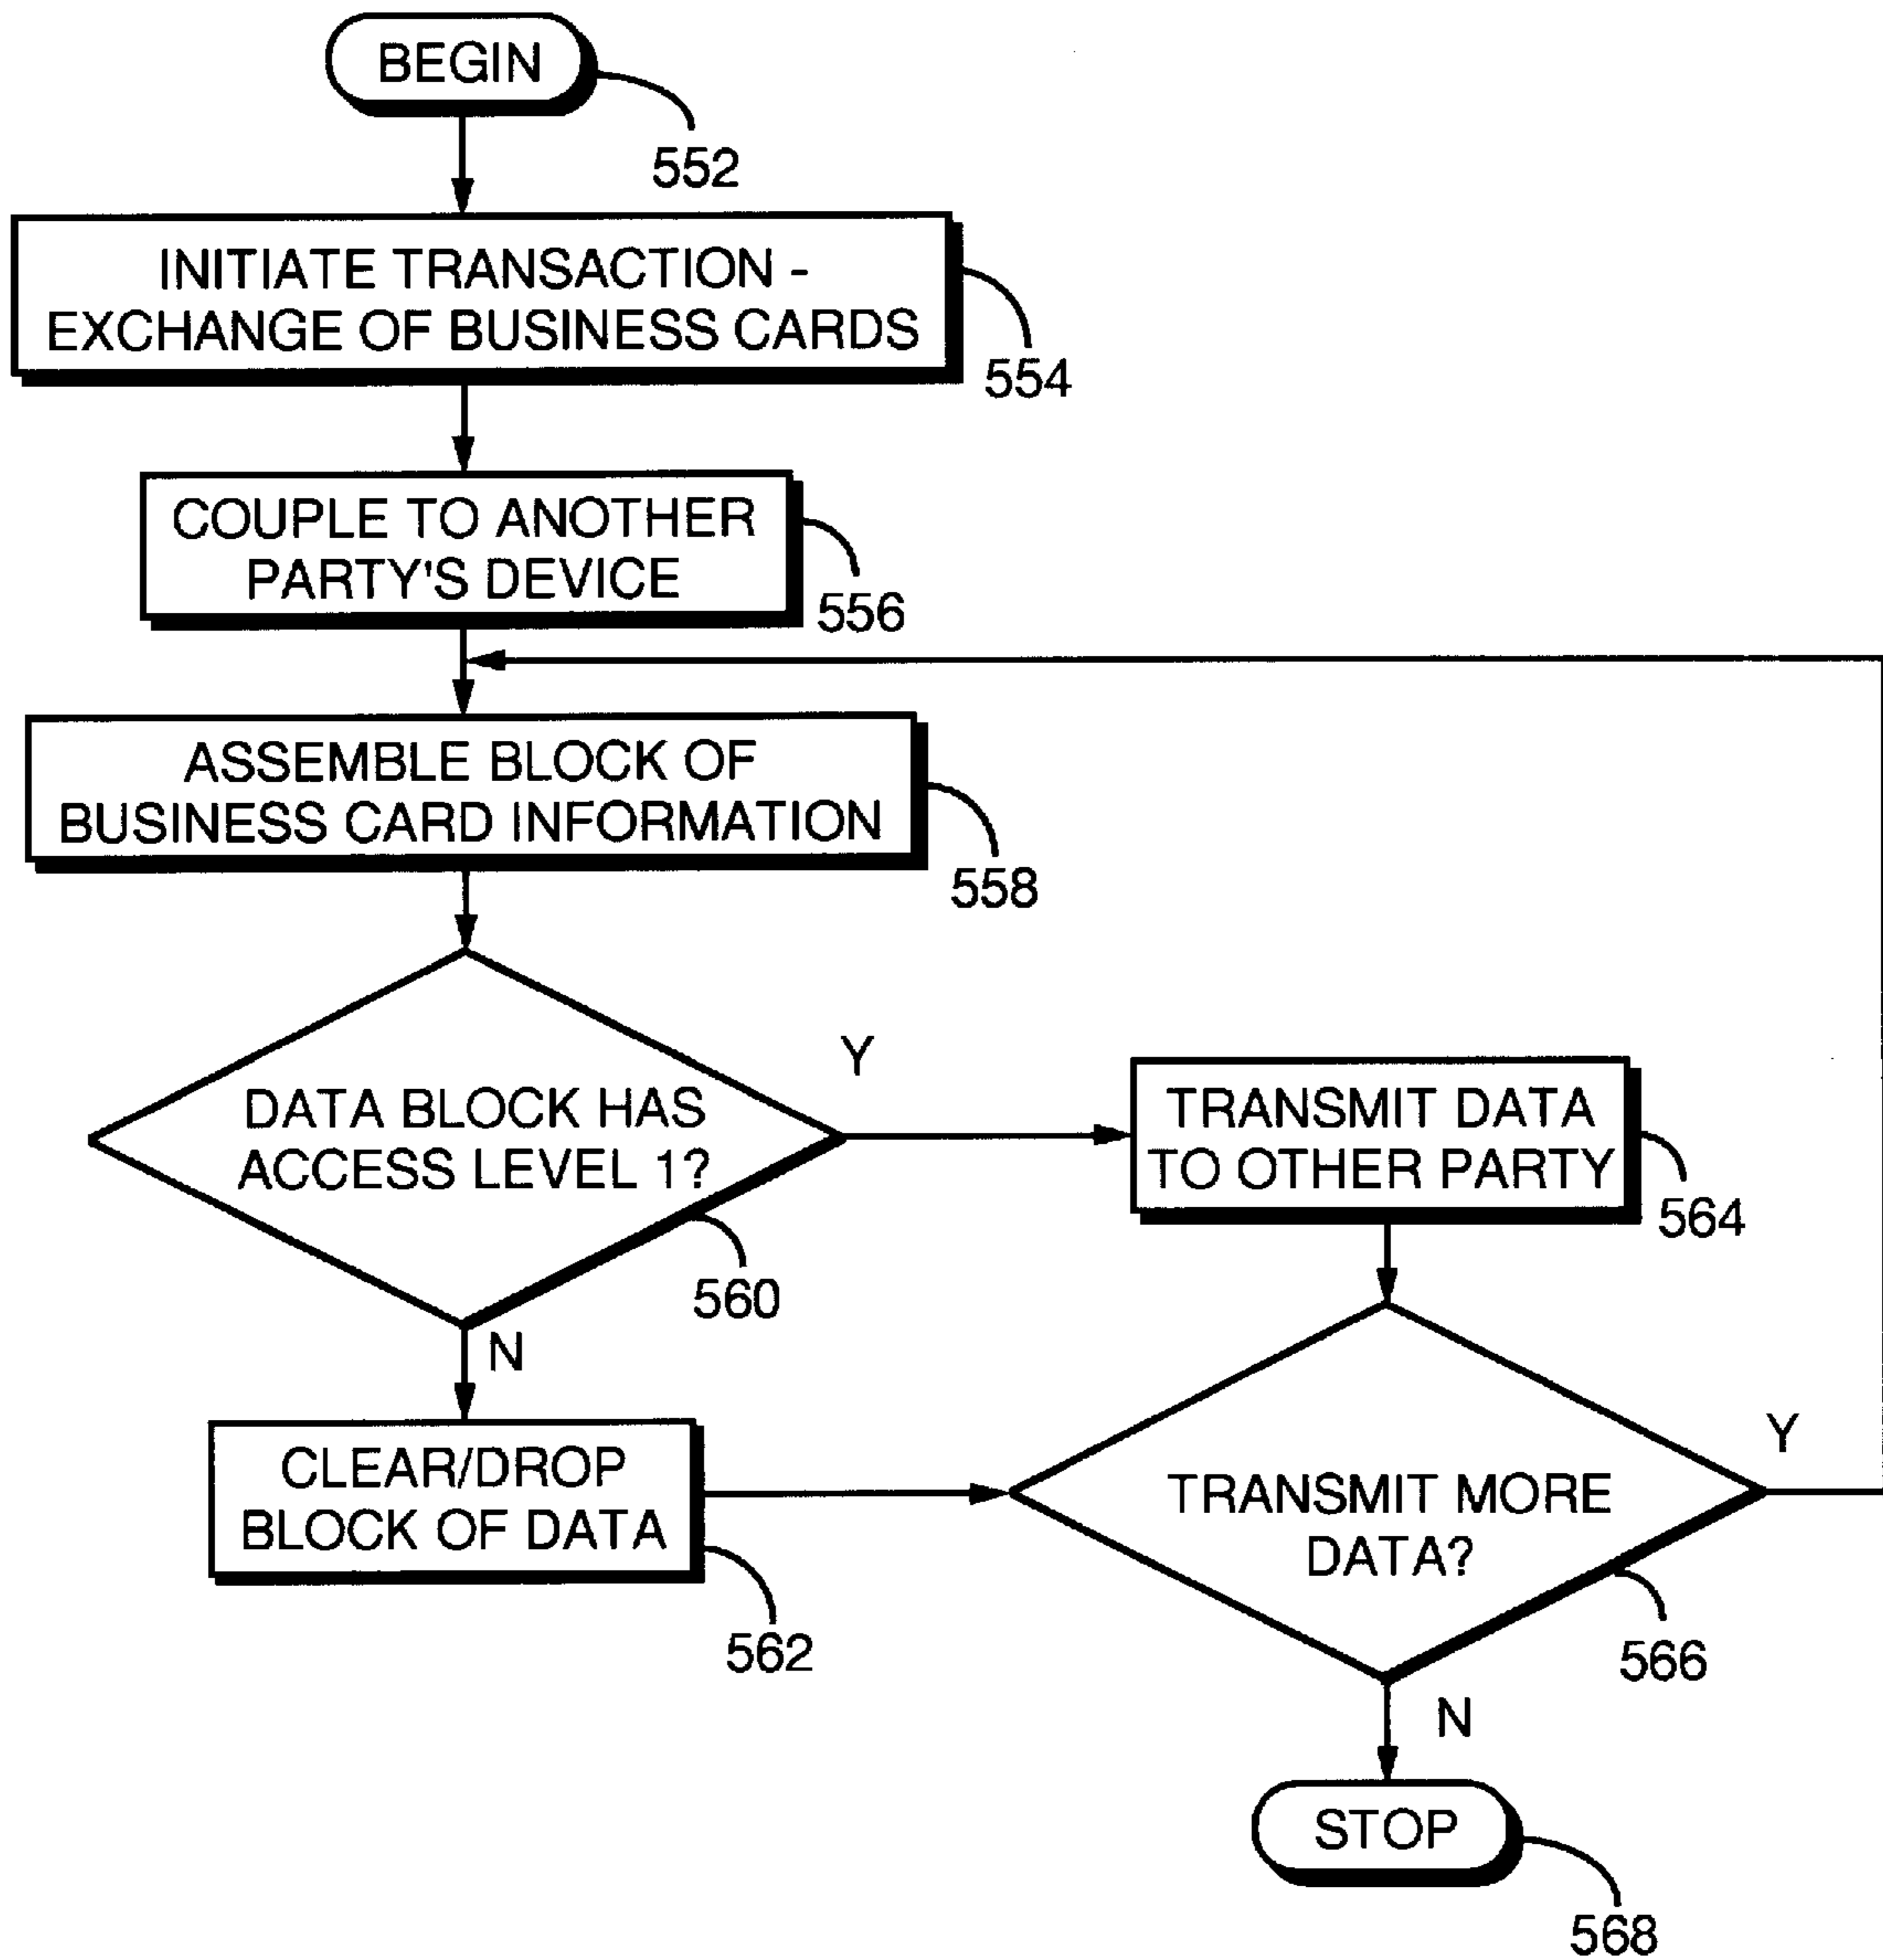 BEGIN
552
INITIATE TRANSACTION -
EXCHANGE OF BUSINESS CARDS
554
COUPLE TO ANOTHER
PARTY'S DEVICE
556
ASSEMBLE BLOCK OF
BUSINESS CARD INFORMATION
558
DATA BLOCK HAS
ACCESS LEVEL 1?
560
Y
N
TRANSMIT DATA
TO OTHER PARTY
564
CLEAR/DROP
BLOCK OF DATA
562
TRANSMIT MORE
DATA?
566
Y
N
STOP
568